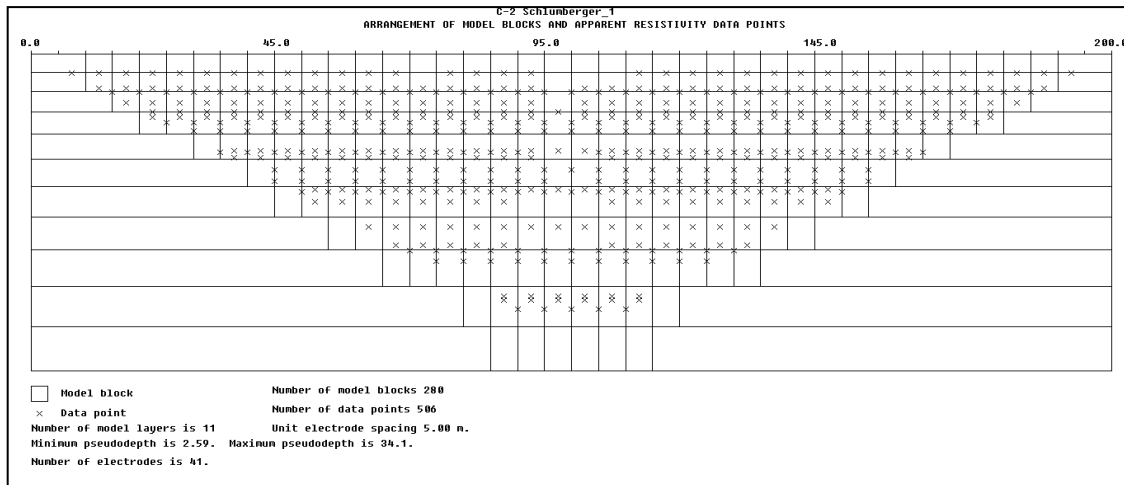 C-2 Schlumberger_1
ARRANGEMENT OF MODEL BLOCKS AND APPARENT RESISTIVITY DATA POINTS
0.0 45.0 95.0 145.0 200.0
Model block
Number of model blocks 280
Data point
Number of data points 506
Number of model layers is 11
Unit electrode spacing 5.00 m.
Minimum pseudodepth is 2.59. Maximum pseudodepth is 34.1.
Number of electrodes is 41.